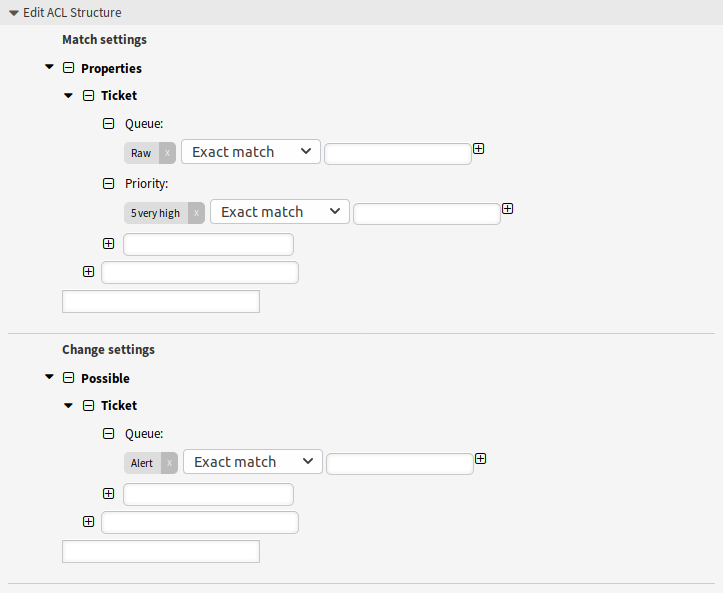 Edit ACL Structure
Match settings
Properties
Ticket
Queue:
Raw x Exact match
Priority:
5 very high x Exact match
Change settings
Possible
Ticket
Queue:
Alert x Exact match